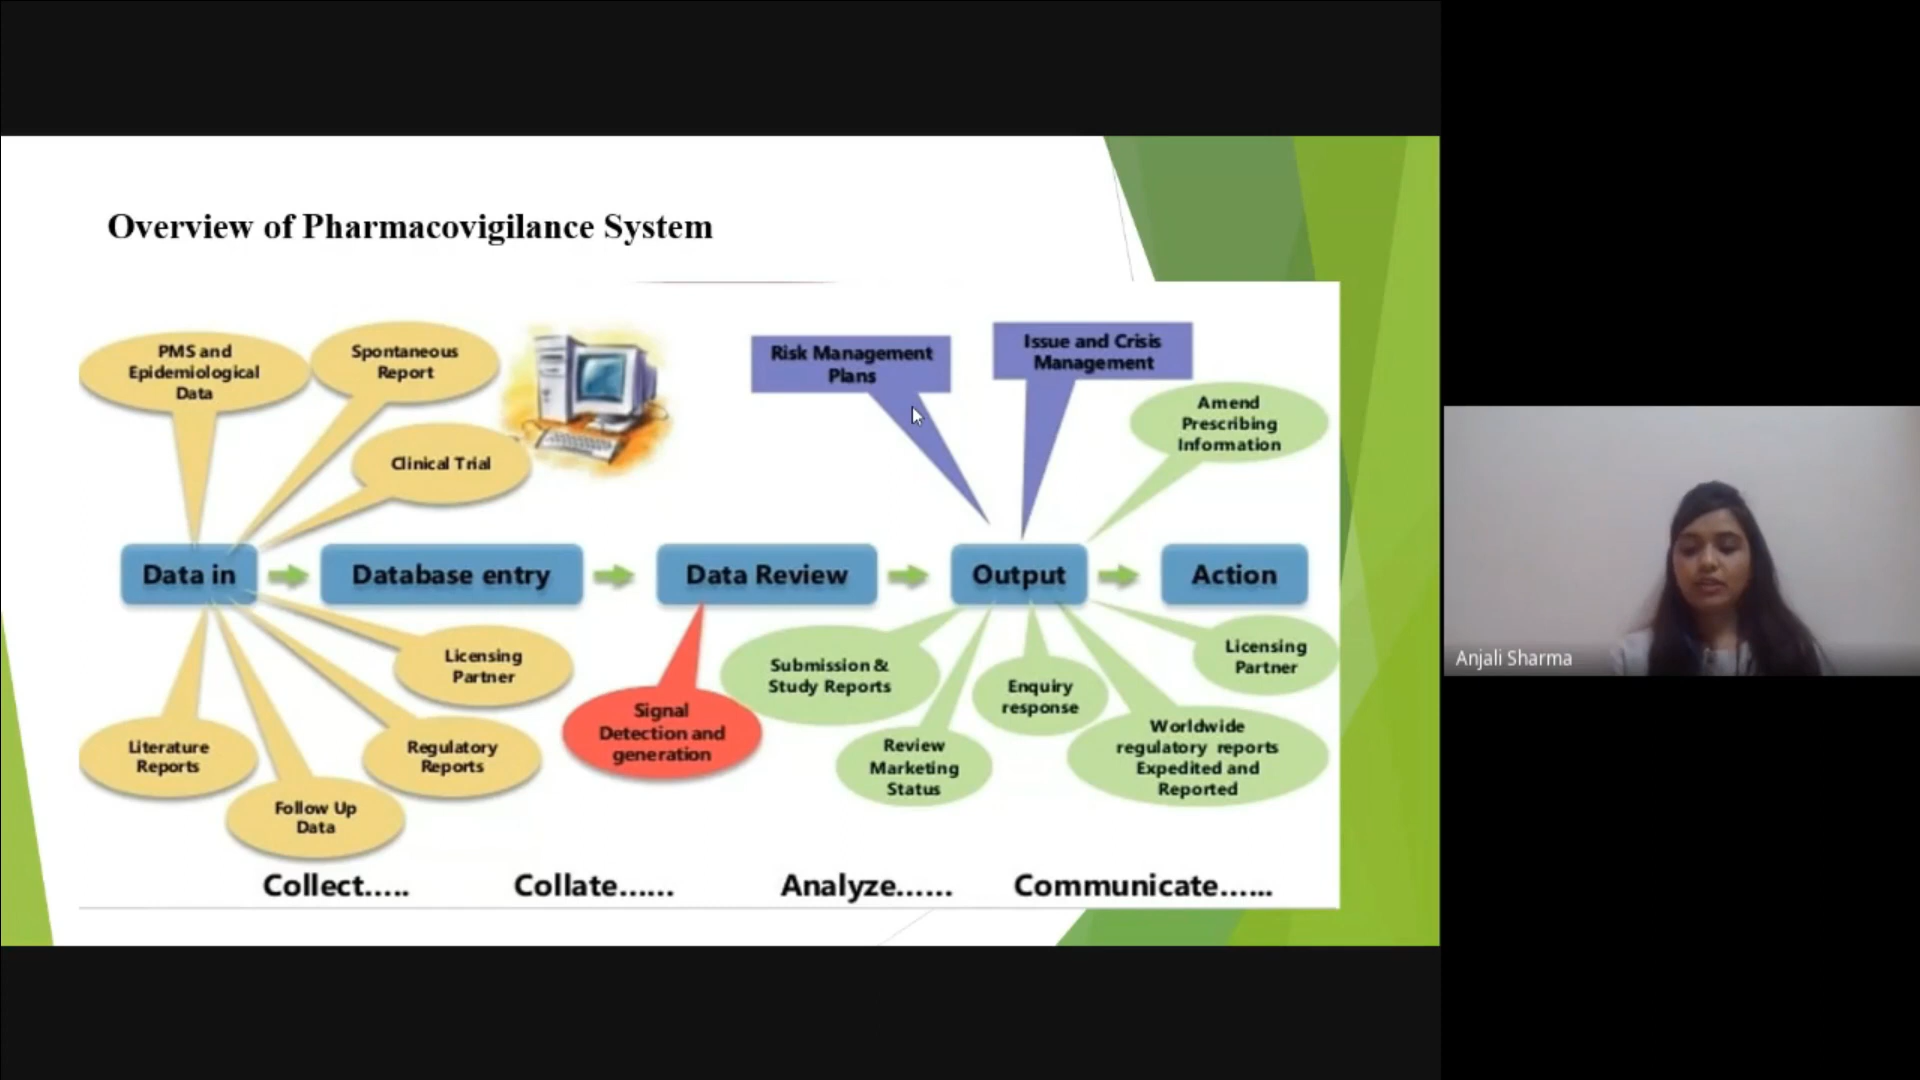 Overview of Pharmacovigilance System
PMS and
Epidemiological
Data
Spontaneous
Report
Clinical Trial
Risk Management
Plans
Issue and Crisis
Management
Amend
Prescribing
Information
Data in
Database entry
Data Review
Output
Action
Licensing
Partner
Literature
Reports
Regulatory
Reports
Follow Up
Data
Signal
Detection and
generation
Submission &
Study Reports
Review
Marketing
Status
Enquiry
response
Worldwide
regulatory reports
Expedited and
Reported
Licensing
Partner
Collect.....
Collate......
Analyze......
Communicate......
Anjali Sharma